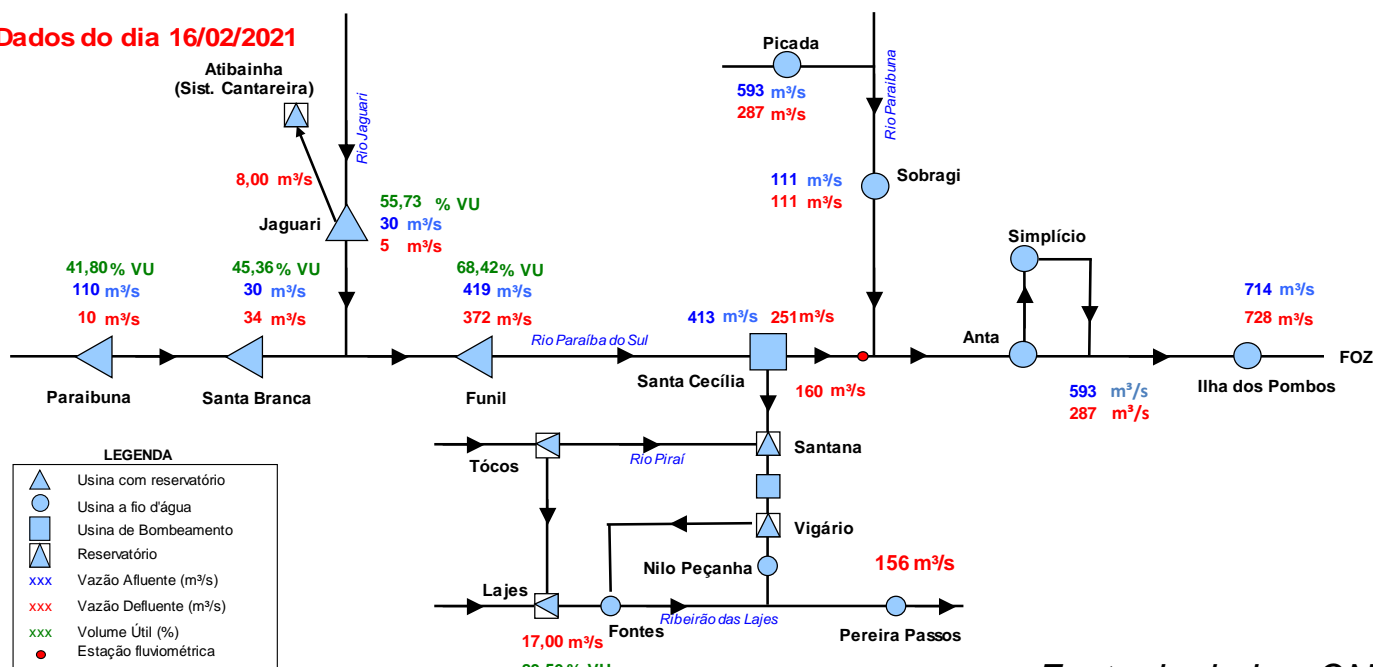 Dados do dia 16/02/2021
Atibainha
(Sist. Cantareira)
8,00 m³/s
Rio Jaguari
Jaguari
55,73 % VU
30 m³/s
5 m³/s
Picada
593 m³/s
287 m³/s
Rio Paraibuna
111 m³/s
111 m³/s
Sobragi
Simplício
41,80 % VU
110 m³/s
10 m³/s
Paraibuna
45,36 % VU
30 m³/s
34 m³/s
Santa Branca
68,42 % VU
419 m³/s
372 m³/s
Funil
Rio Paraíba do Sul
413 m³/s 251 m³/s
Santa Cecília
160 m³/s
Anta
593 m³/s
287 m³/s
714 m³/s
728 m³/s
Ilha dos Pombos
FOZ
Tócos
Rio Piraí
Santana
Vigário
Nilo Peçanha
156 m³/s
Lajes
17,00 m³/s
Fontes
Ribeirão das Lajes
Pereira Passos
LEGENDA
Usina com reservatório
Usina a fio d'água
Usina de Bombeamento
Reservatório
xxx Vazão Afluente (m³/s)
xxx Vazão Defluente (m³/s)
xxx Volume Útil (%)
Estação fluviométrica